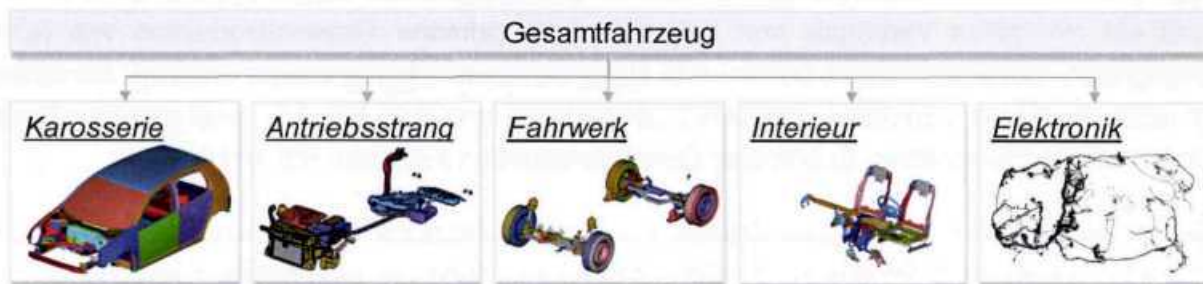 Gesamtfahrzeug
Karosserie
Antriebsstrang
Fahrwerk
Interieur
Elektronik